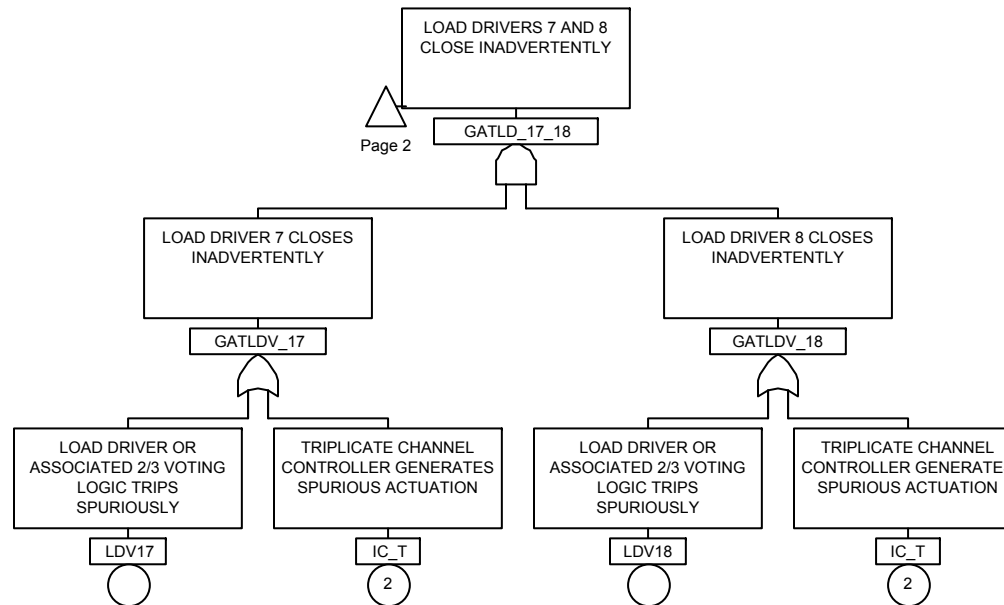 LOAD DRIVERS 7 AND 8
CLOSE INADVERTENTLY
Page 2
GATLD_17_18
LOAD DRIVER 7 CLOSES
INADVERTENTLY
GATLDV_17
LOAD DRIVER 8 CLOSES
INADVERTENTLY
GATLDV_18
LOAD DRIVER OR
ASSOCIATED 2/3 VOTING
LOGIC TRIPS
SPURIOUSLY
LDV17
TRIPLICATE CHANNEL
CONTROLLER GENERATES
SPURIOUS ACTUATION
IC_T
2
LOAD DRIVER OR
ASSOCIATED 2/3 VOTING
LOGIC TRIPS
SPURIOUSLY
LDV18
TRIPLICATE CHANNEL
CONTROLLER GENERATE
SPURIOUS ACTUATION
IC_T
2